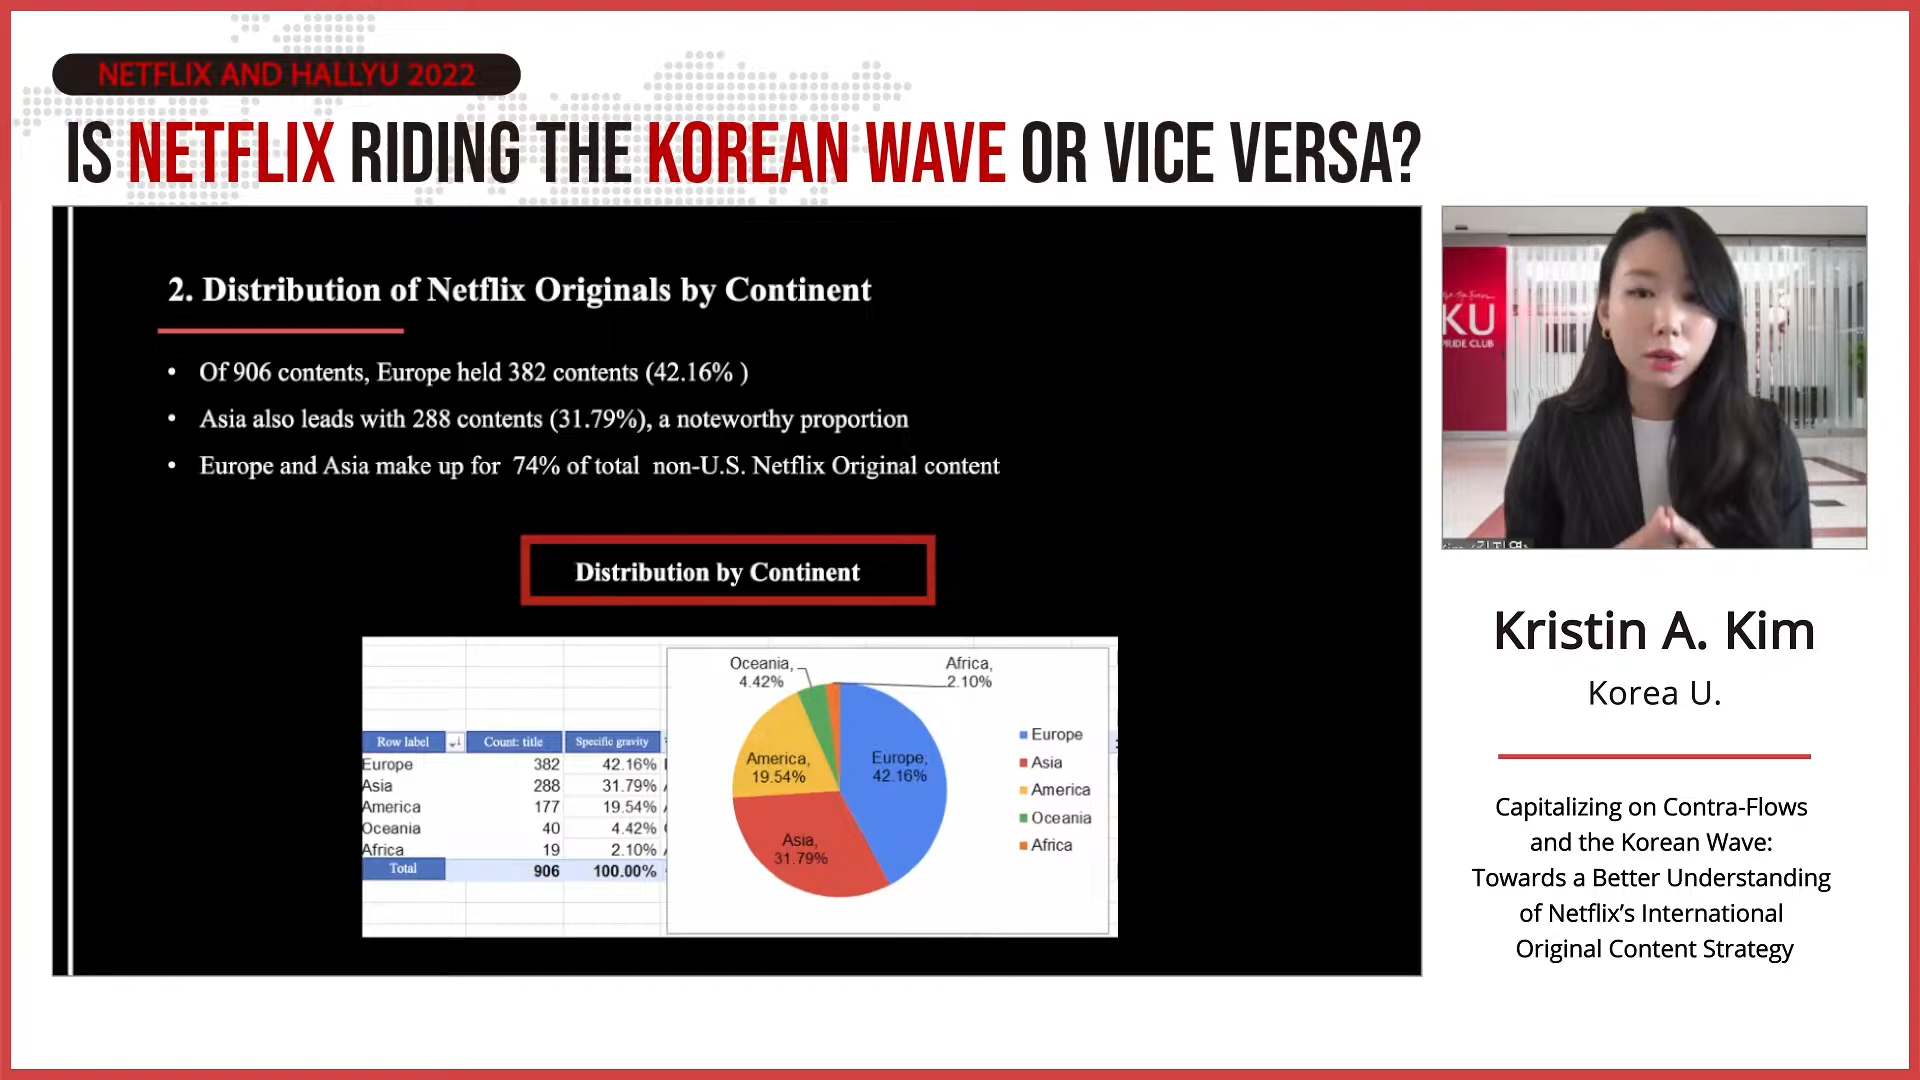 NETFLIX AND HALLYU 2022
IS NETFLIX RIDING THE KOREAN WAVE OR VICE VERSA?
2. Distribution of Netflix Originals by Continent
• Of 906 contents, Europe held 382 contents (42.16% )
• Asia also leads with 288 contents (31.79%), a noteworthy proportion
• Europe and Asia make up for 74% of total non-U.S. Netflix Original content
Distribution by Continent
Row label Count: title Specific gravity
Europe 382 42.16%
Asia 288 31.79%
America 177 19.54%
Oceania 40 4.42%
Africa 19 2.10%
Total 906 100.00%
Oceania,
4.42%
Africa,
2.10%
America,
19.54%
Europe,
42.16%
Asia,
31.79%
Europe
Asia
America
Oceania
Africa
KU
PRIDE CLUB
Kristin A. Kim
Korea U.
Capitalizing on Contra-Flows
and the Korean Wave:
Towards a Better Understanding
of Netflix’s International
Original Content Strategy